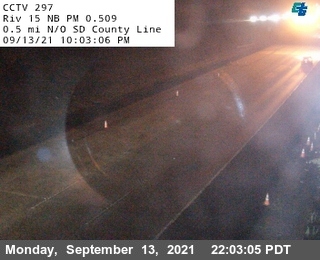 CCTV 297
Riv 15 NB PM 0.509
0.5 mi N/O SD County Line
09/13/21 10:03:06 PM
Monday, September 13, 2021 22:03:05 PDT